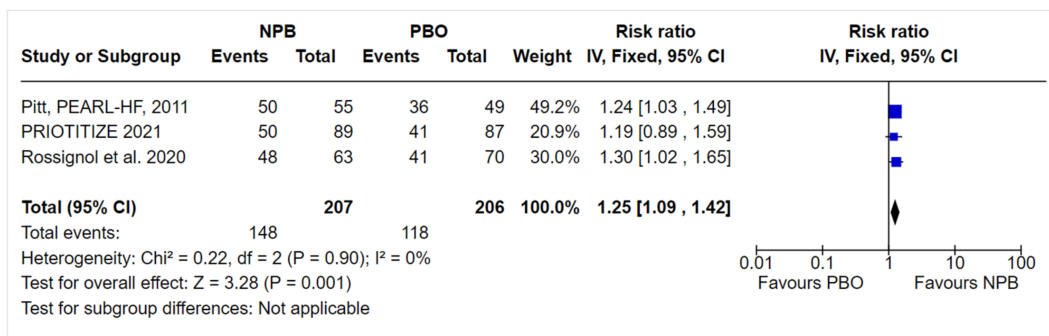 NPB PBO Risk ratio Risk ratio
Study or Subgroup Events Total Events Total Weight IV, Fixed, 95% CI IV, Fixed, 95% CI
Pitt, PEARL-HF, 2011 50 55 36 49 49.2% 1.24 [1.03 , 1.49]
PRIOTITIZE 2021 50 89 41 87 20.9% 1.19 [0.89 , 1.59]
Rossignol et al. 2020 48 63 41 70 30.0% 1.30 [1.02 , 1.65]
Total (95% CI) 207 206 100.0% 1.25 [1.09 , 1.42]
Total events: 148 118
Heterogeneity: Chi² = 0.22, df = 2 (P = 0.90); I² = 0%
Test for overall effect: Z = 3.28 (P = 0.001)
Test for subgroup differences: Not applicable
0.01 0.1 1 10 100
Favours PBO Favours NPB